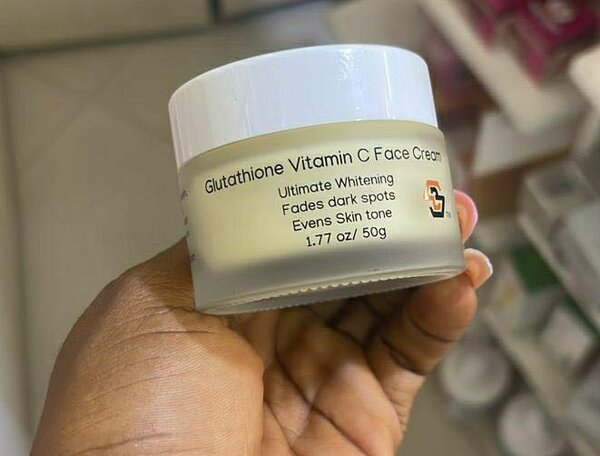 Glutathione Vitamin C Face Cream
Ultimate Whitening
Fades dark spots
Evens Skin tone
1.77 oz/ 50g